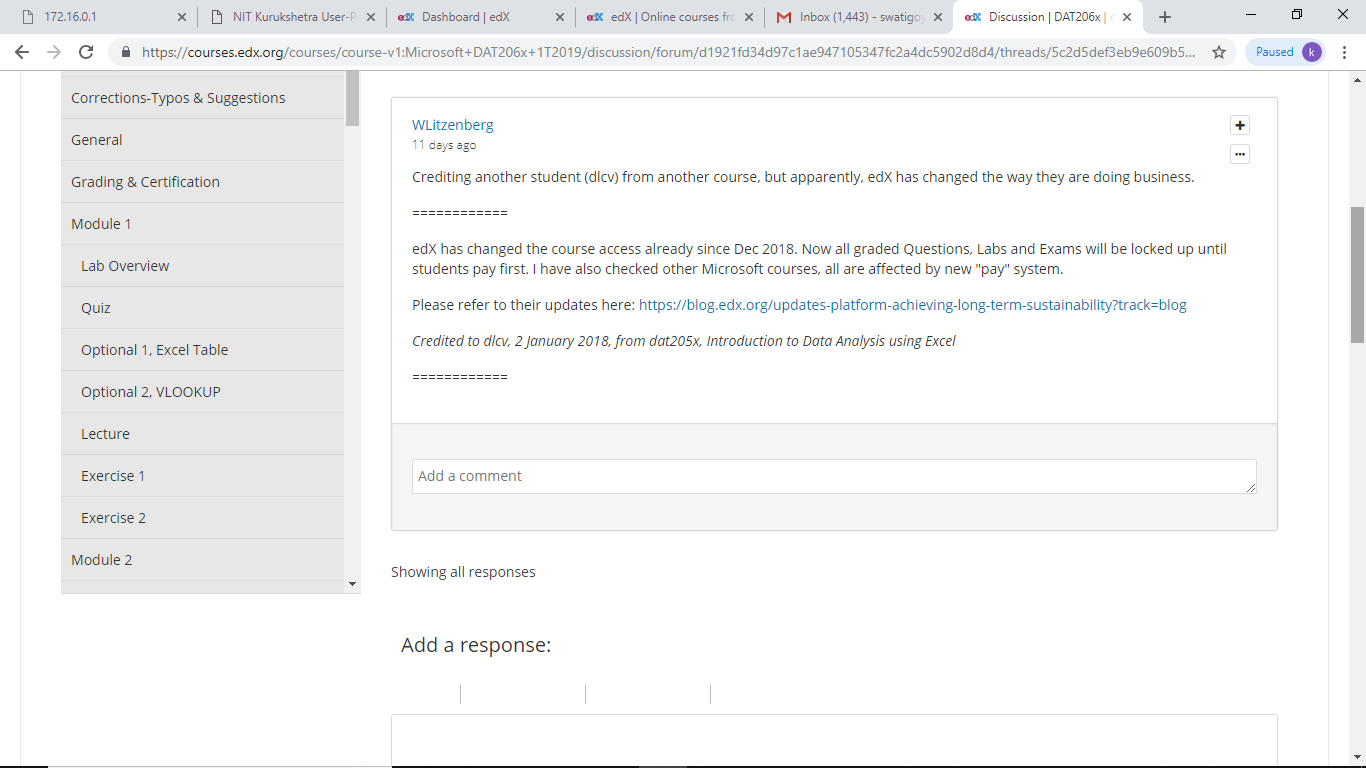 172.16.0.1
NIT Kurukshetra User-P
edX Dashboard | edX
edX edX | Online courses fro
Inbox (1,443) - swatigo
edX Discussion | DAT206x |
https://courses.edx.org/courses/course-v1:Microsoft+DAT206x+1T2019/discussion/forum/d1921fd34d97c1ae947105347fc2a4dc5902d8d4/threads/5c2d5def3eb9e609b5...
Paused k
Corrections-Typos & Suggestions
General
Grading & Certification
Module 1
Lab Overview
Quiz
Optional 1, Excel Table
Optional 2, VLOOKUP
Lecture
Exercise 1
Exercise 2
Module 2
WLitzenberg
11 days ago
Crediting another student (dlcv) from another course, but apparently, edX has changed the way they are doing business.
============
edX has changed the course access already since Dec 2018. Now all graded Questions, Labs and Exams will be locked up until
students pay first. I have also checked other Microsoft courses, all are affected by new "pay" system.
Please refer to their updates here: https://blog.edx.org/updates-platform-achieving-long-term-sustainability?track=blog
Credited to dlcv, 2 January 2018, from dat205x, Introduction to Data Analysis using Excel
============
Add a comment
Showing all responses
Add a response: